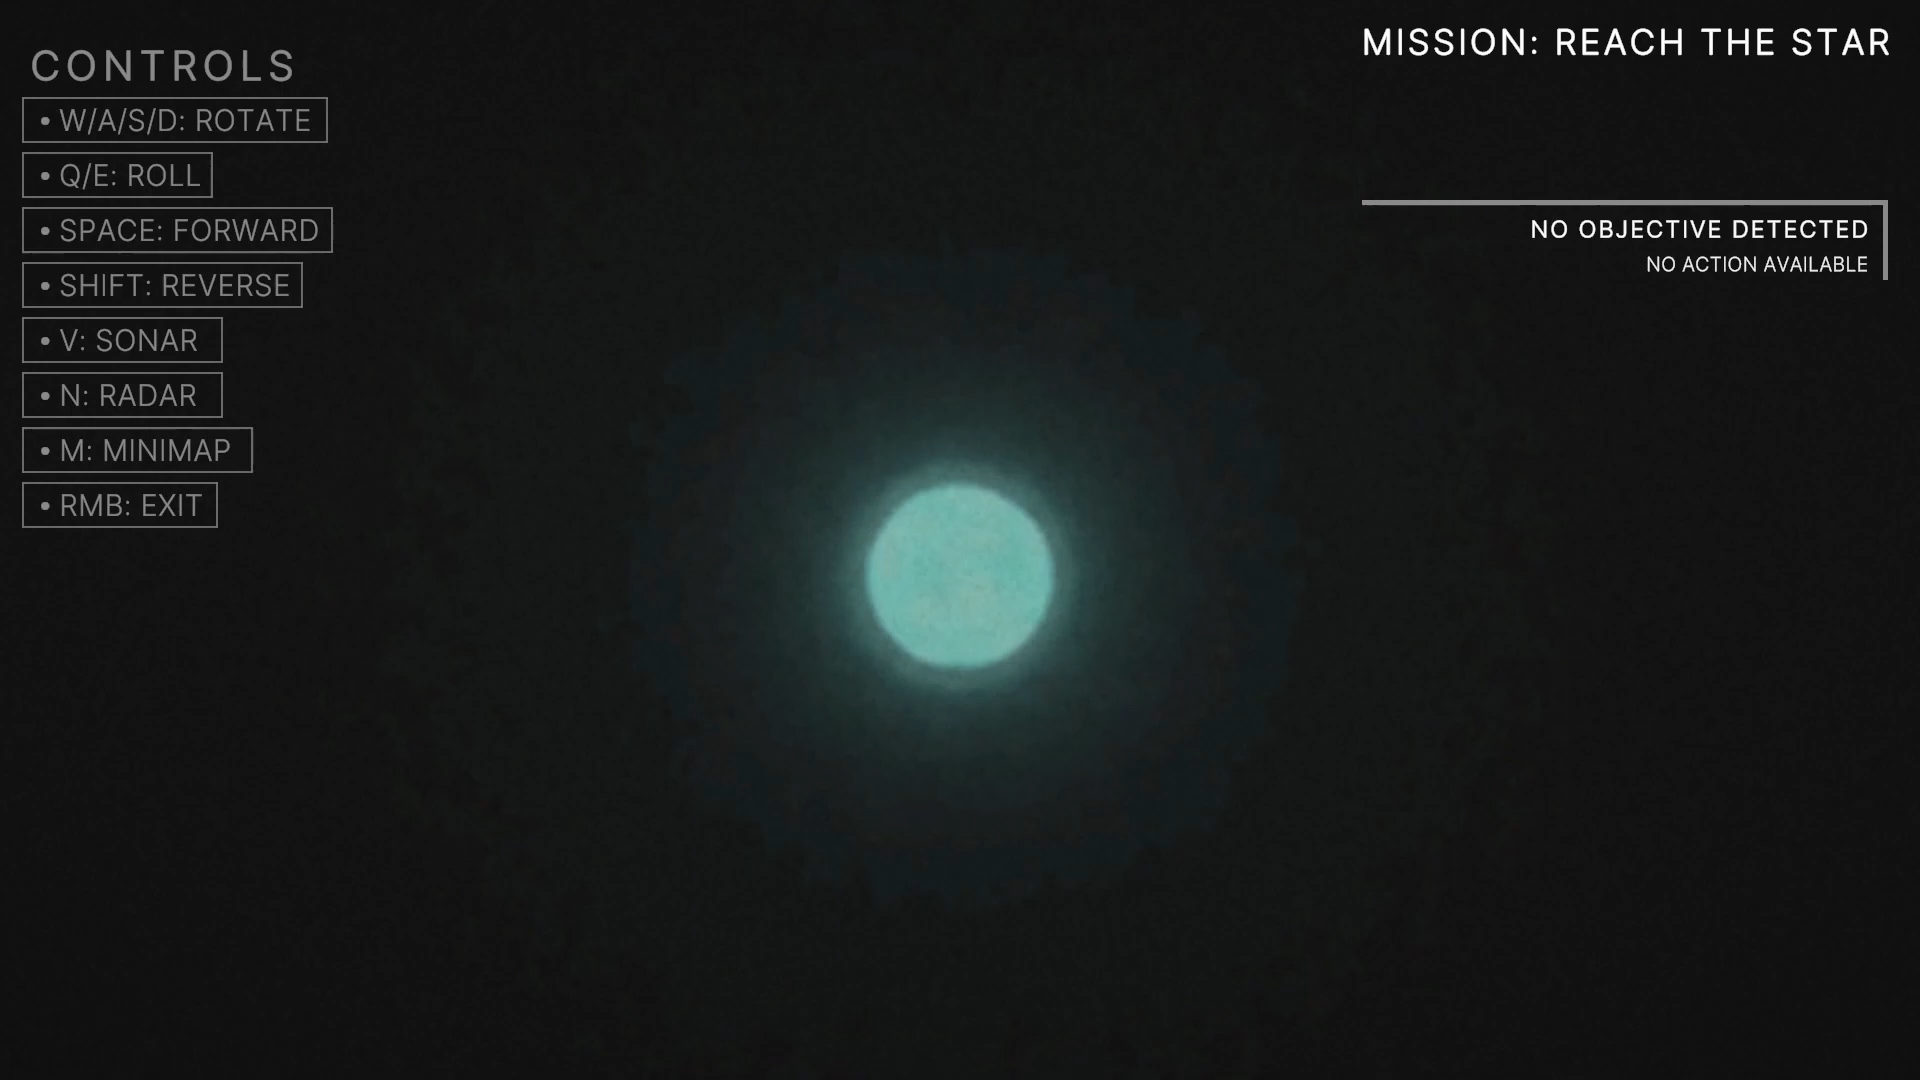 CONTROLS
• W/A/S/D: ROTATE
• Q/E: ROLL
• SPACE: FORWARD
• SHIFT: REVERSE
• V: SONAR
• N: RADAR
• M: MINIMAP
• RMB: EXIT
MISSION: REACH THE STAR
NO OBJECTIVE DETECTED
NO ACTION AVAILABLE